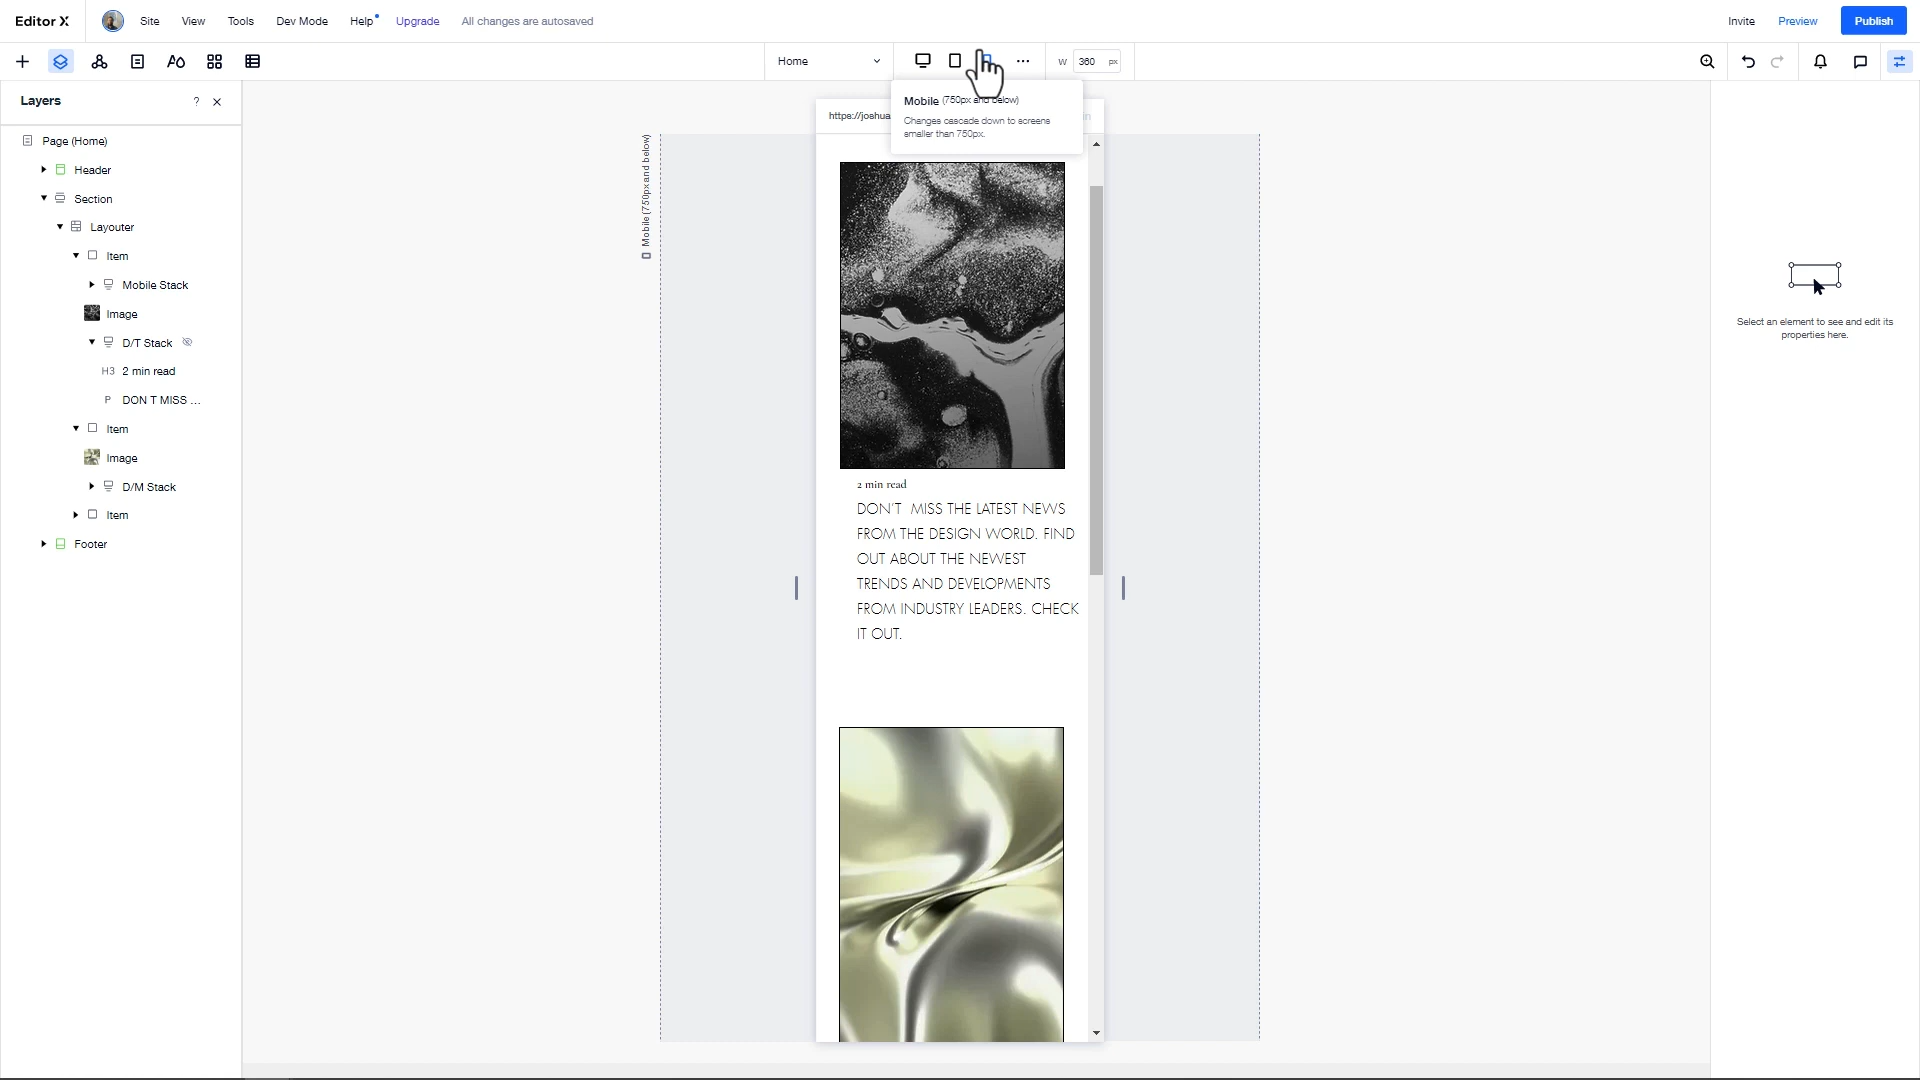 Editor X
Site
View
Tools
Dev Mode
Help
Upgrade
All changes are autosaved
Invite
Preview
Publish
Home
W
360
px
Layers
?
Page (Home)
Header
Section
Layouter
Item
Mobile Stack
Image
D/T Stack
H3 2 min read
P DON T MISS ...
Item
Image
D/M Stack
Item
Footer
Mobile (750px and below)
https://joshua
Mobile (750px and below)
Changes cascade down to screens
smaller than 750px.
2 min read
DON'T MISS THE LATEST NEWS
FROM THE DESIGN WORLD. FIND
OUT ABOUT THE NEWEST
TRENDS AND DEVELOPMENTS
FROM INDUSTRY LEADERS. CHECK
IT OUT.
Select an element to see and edit its
properties here.